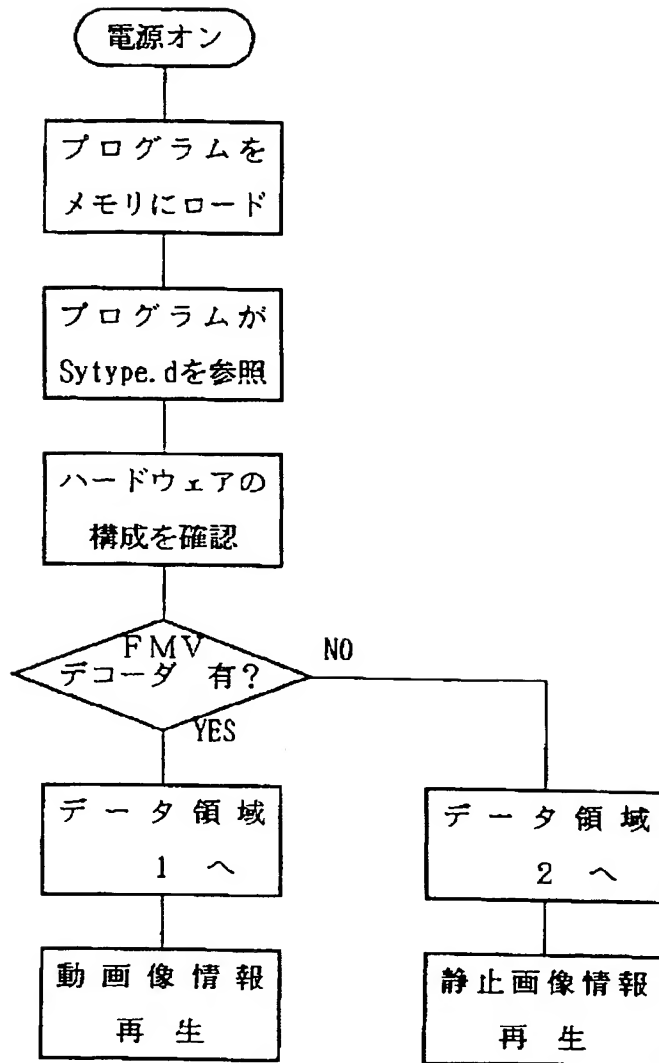 電源オン
プログラムを
メモリにロード
プログラムが
Sytype.dを参照
ハードウェアの
構成を確認
FMV
デコーダ 有?
NO
YES
データ領域
1 へ
動画像情報
再生
データ領域
2 へ
静止画像情報
再生